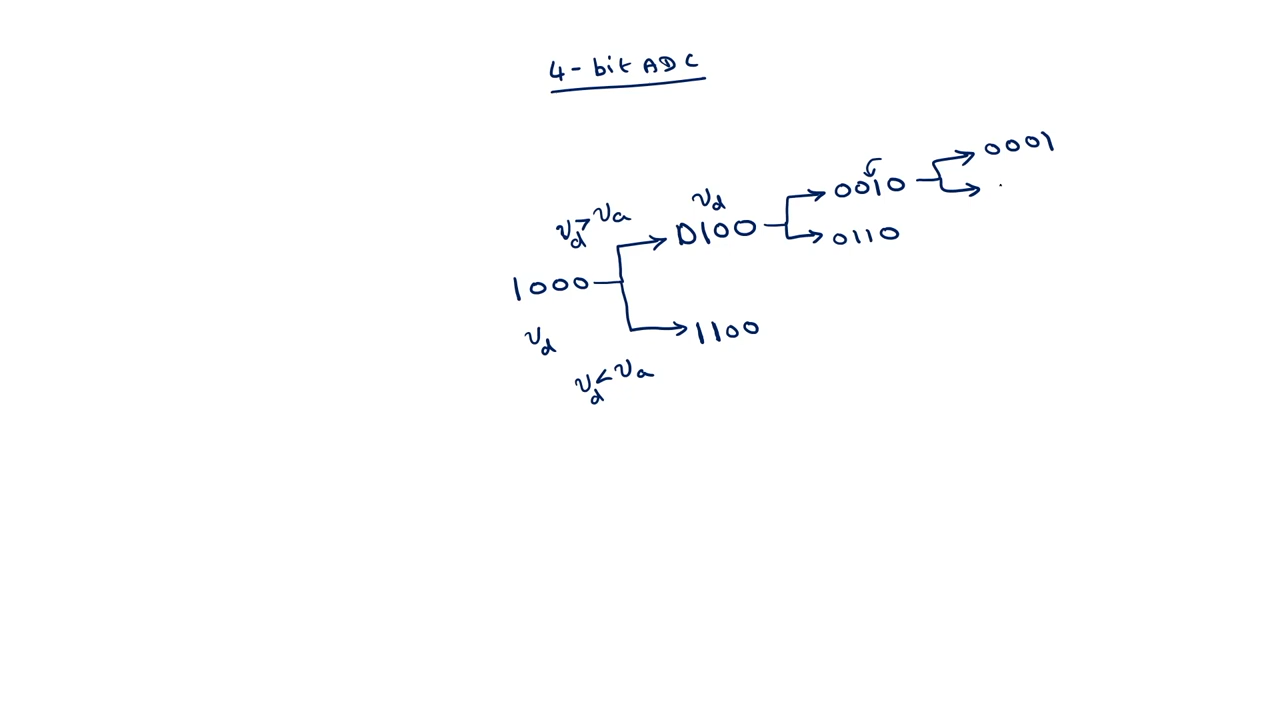 4-bit ADC
0001
0010
Vd
0100
0110
Vd > Va
1000
1100
Vd
Vd < Va